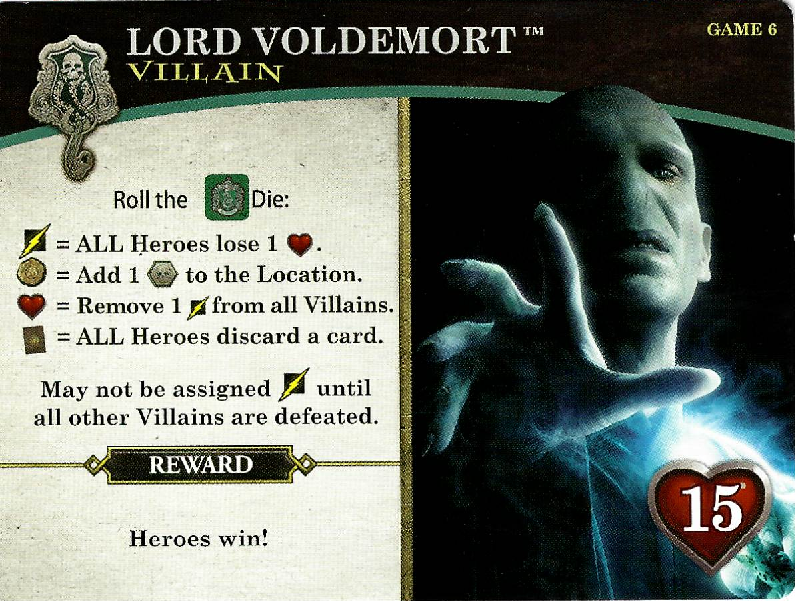 LORD VOLDEMORT™
GAME 6
VILLAIN
Roll the Die:
= ALL Heroes lose 1 .
= Add 1 to the Location.
= Remove 1 from all Villains.
= ALL Heroes discard a card.
May not be assigned until
all other Villains are defeated.
REWARD
Heroes win!
15*